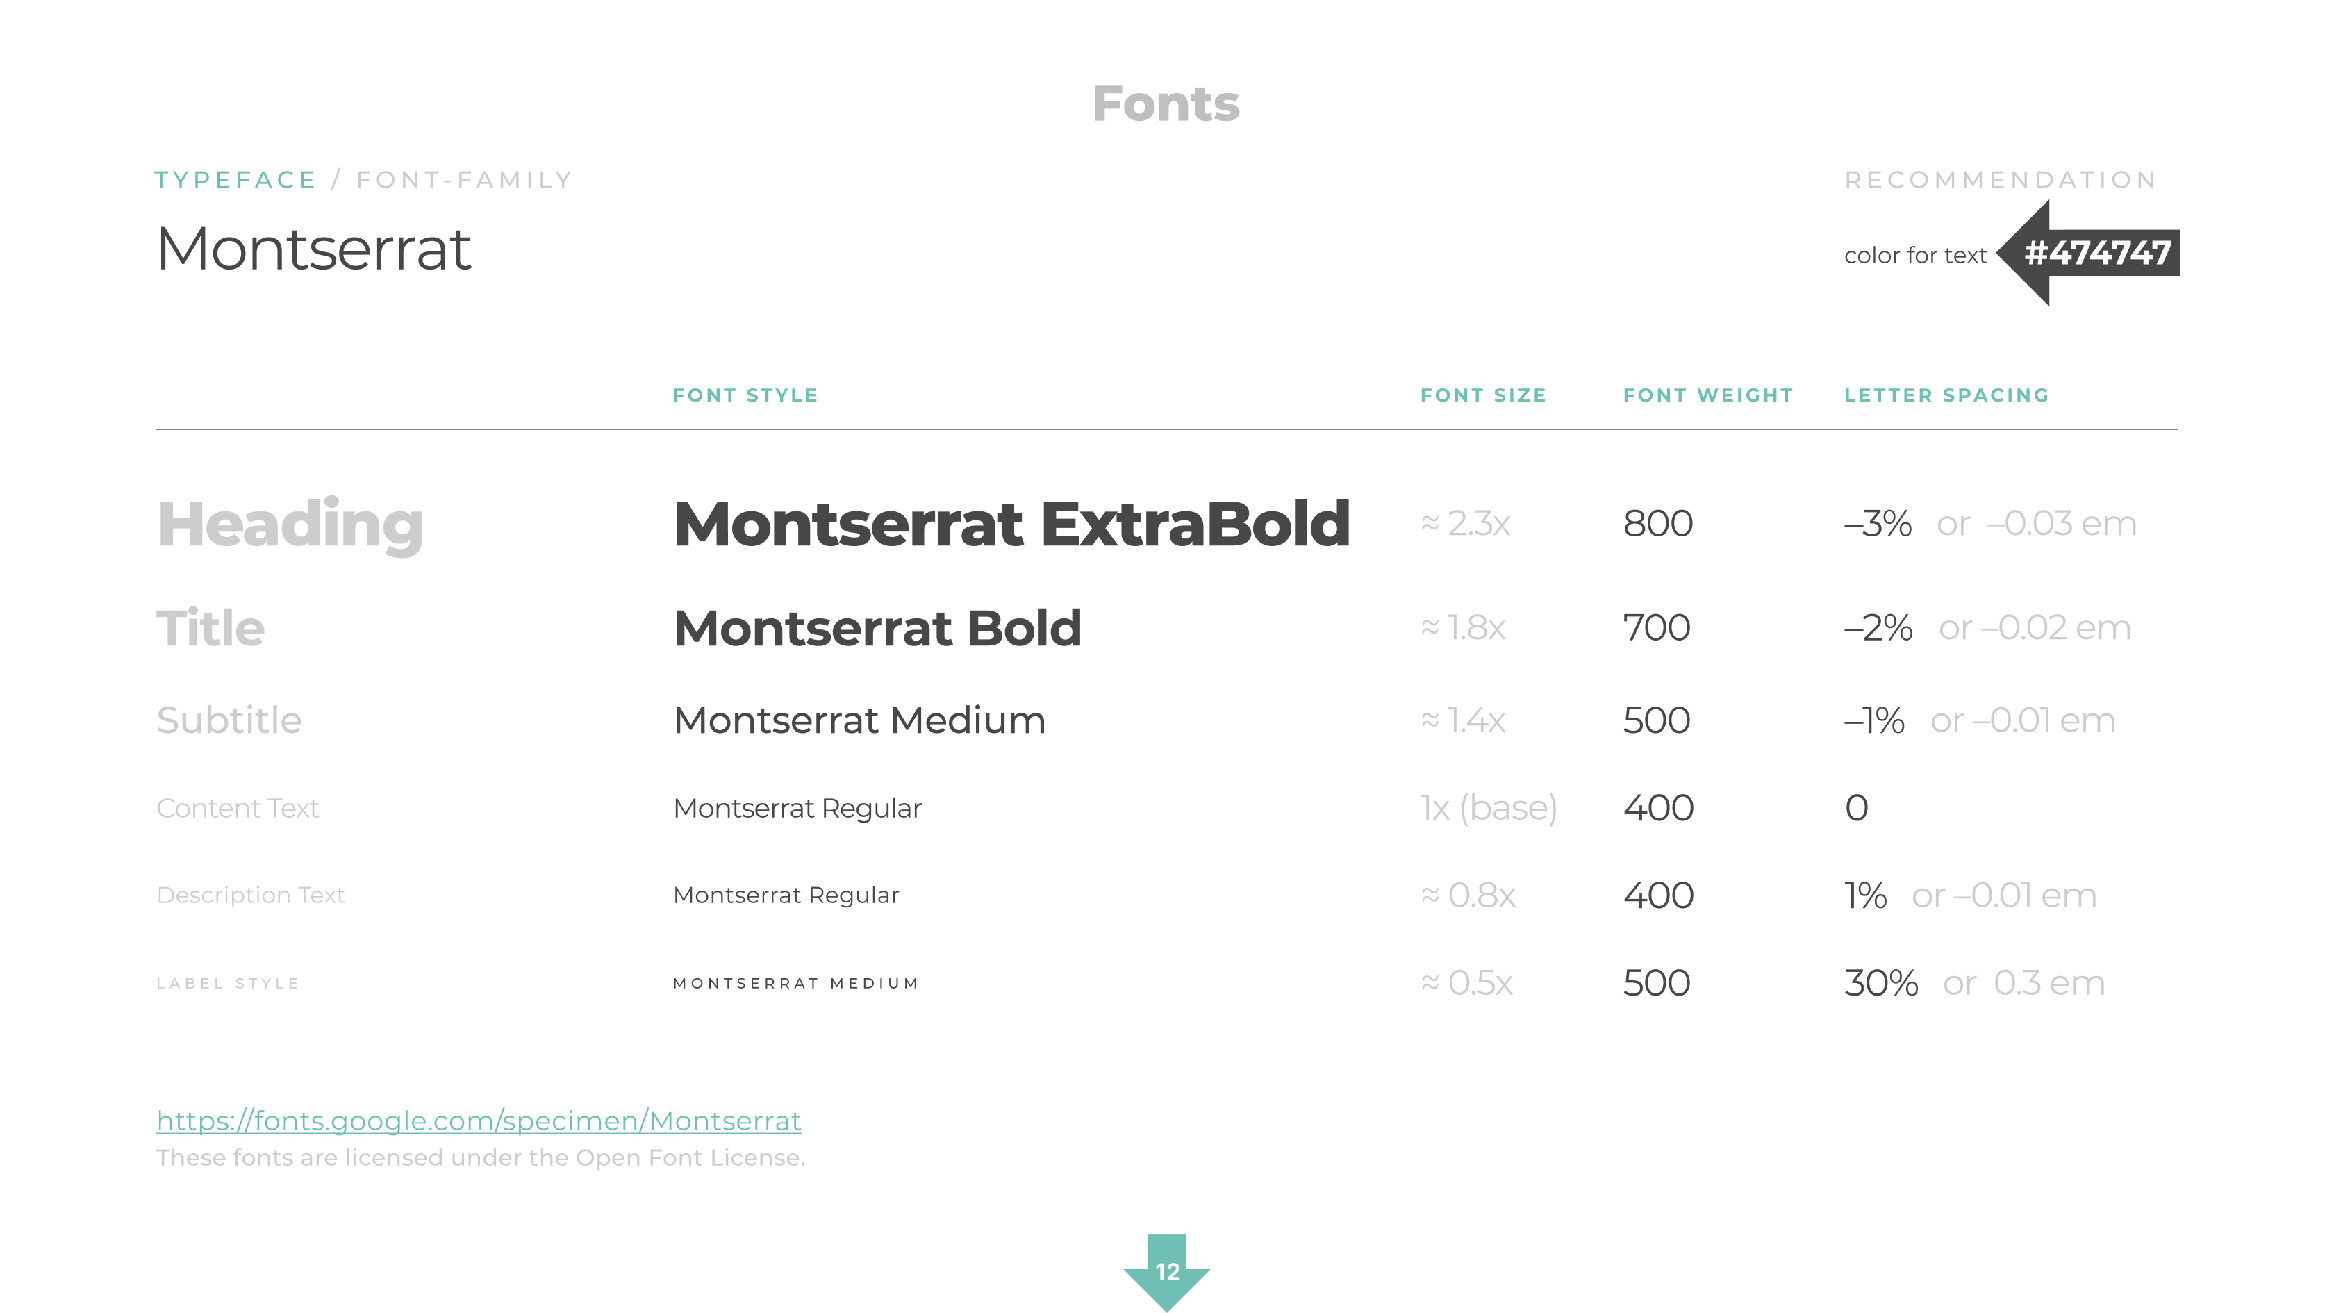 Fonts
TYPEFACE / FONT-FAMILY
RECOMMENDATION
Montserrat
color for text #474747
FONT STYLE FONT SIZE FONT WEIGHT LETTER SPACING
Heading Montserrat ExtraBold ≈ 2.3x 800 –3% or –0.03 em
Title Montserrat Bold ≈ 1.8x 700 –2% or –0.02 em
Subtitle Montserrat Medium ≈ 1.4x 500 –1% or –0.01 em
Content Text Montserrat Regular 1x (base) 400 0
Description Text Montserrat Regular ≈ 0.8x 400 1% or –0.01 em
LABEL STYLE MONTSERRAT MEDIUM ≈ 0.5x 500 30% or 0.3 em
https://fonts.google.com/specimen/Montserrat
These fonts are licensed under the Open Font License.
12